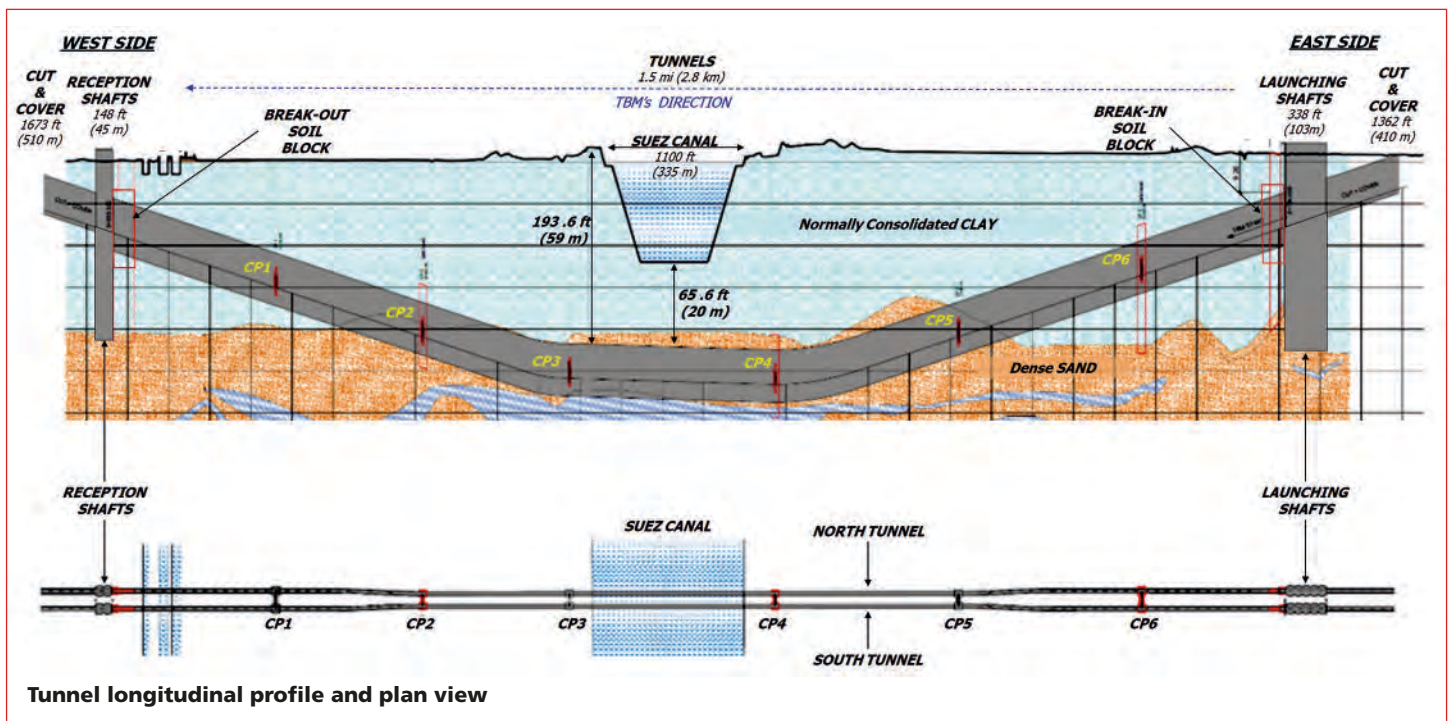 WEST SIDE
EAST SIDE
CUT
&
COVER
1673 ft
(510 m)
RECEPTION
SHAFTS
148 ft
(45 m)
TUNNELS
1.5 mi (2.8 km)
TBM's DIRECTION
LAUNCHING
SHAFTS
338 ft
(103m)
CUT
&
COVER
1362 ft
(410 m)
BREAK-OUT
SOIL
BLOCK
BREAK-IN
SOIL
BLOCK
SUEZ CANAL
1100 ft
(335 m)
193 .6 ft
(59 m)
Normally Consolidated CLAY
65 .6 ft
(20 m)
CUT + COVER
CUT + COVER
CP1
CP2
CP3
CP4
CP5
CP6
Dense SAND
RECEPTION
SHAFTS
LAUNCHING
SHAFTS
SUEZ CANAL
NORTH TUNNEL
CP1
CP2
CP3
CP4
CP5
CP6
SOUTH TUNNEL
Tunnel longitudinal profile and plan view